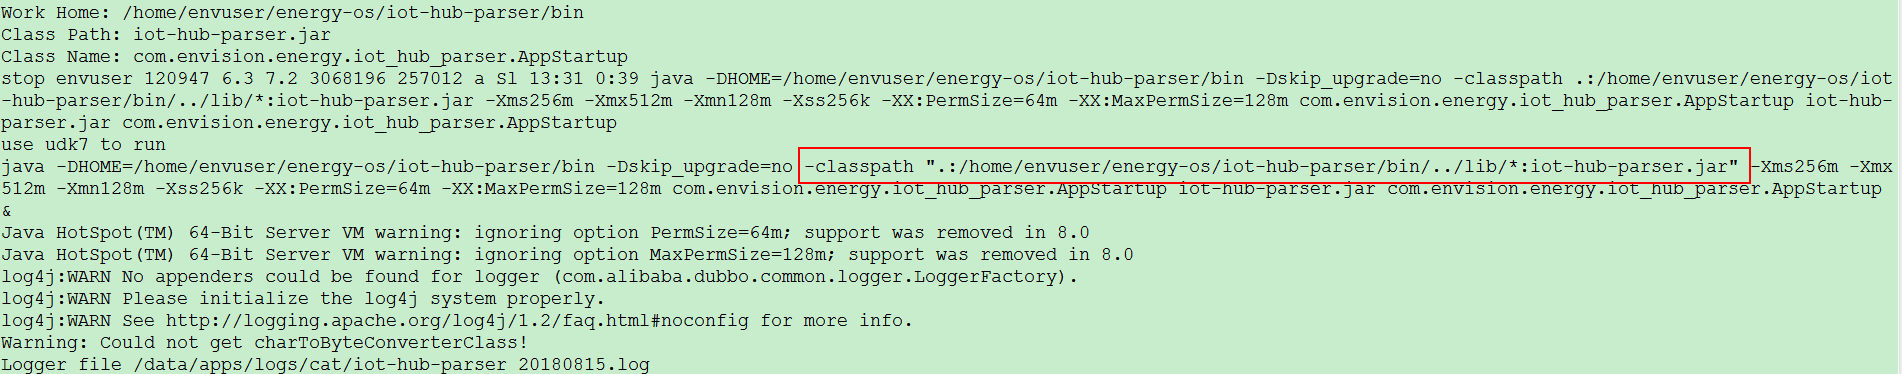 Work Home: /home/envuser/energy-os/iot-hub-parser/bin
Class Path: iot-hub-parser.jar
Class Name: com.envision.energy.iot_hub_parser.AppStartup
stop envuser 120947 6.3 7.2 3068196 257012 a Sl 13:31 0:39 java -DHOME=/home/envuser/energy-os/iot-hub-parser/bin -Dskip_upgrade=no -classpath .:/home/envuser/energy-os/iot
-hub-parser/bin/../lib/*:iot-hub-parser.jar -Xms256m -Xmx512m -Xmn128m -Xss256k -XX:PermSize=64m -XX:MaxPermSize=128m com.envision.energy.iot_hub_parser.AppStartup iot-hub-
parser.jar com.envision.energy.iot_hub_parser.AppStartup
use udk7 to run
java -DHOME=/home/envuser/energy-os/iot-hub-parser/bin -Dskip_upgrade=no -classpath ".:/home/envuser/energy-os/iot-hub-parser/bin/../lib/*:iot-hub-parser.jar" -Xms256m -Xmx
512m -Xmn128m -Xss256k -XX:PermSize=64m -XX:MaxPermSize=128m com.envision.energy.iot_hub_parser.AppStartup iot-hub-parser.jar com.envision.energy.iot_hub_parser.AppStartup
&
Java HotSpot(TM) 64-Bit Server VM warning: ignoring option PermSize=64m; support was removed in 8.0
Java HotSpot(TM) 64-Bit Server VM warning: ignoring option MaxPermSize=128m; support was removed in 8.0
log4j:WARN No appenders could be found for logger (com.alibaba.dubbo.common.logger.LoggerFactory).
log4j:WARN Please initialize the log4j system properly.
log4j:WARN See http://logging.apache.org/log4j/1.2/faq.html#noconfig for more info.
Warning: Could not get charToByteConverterClass!
Logger file /data/apps/logs/cat/iot-hub-parser 20180815.log